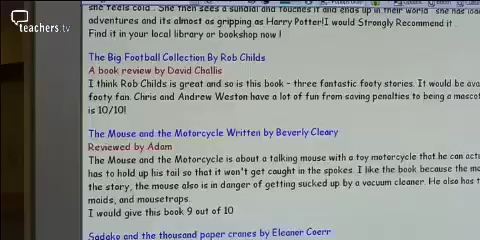 teachers.tv
she feels cold . She then sees a sundial and touches it and ends up in their world she has
adventures and its almost as gripping as Harry Potter!I would Strongly Recommend it .
Find it in your local library or bookshop now !
The Big Football Collection By Rob Childs
A book review by David Challis
I think Rob Childs is great and so is this book - three fantastic footy stories. It would be
footy fan. Chris and Andrew Weston have a lot of fun from saving penalties to being a
is 10/10!
The Mouse and the Motorcycle Written by Beverly Cleary
Reviewed by Adam
The Mouse and the Motorcycle is about a talking mouse with a toy motorcycle that he can
has to hold up his tail so that it won't get caught in the spokes. I like the book because the
the story, the mouse also is in danger of getting sucked up by a vacuum cleaner. He also has
maids, and mousetraps.
I would give this book 9 out of 10
Sadako and the thousand paper cranes by Eleanor Coerr